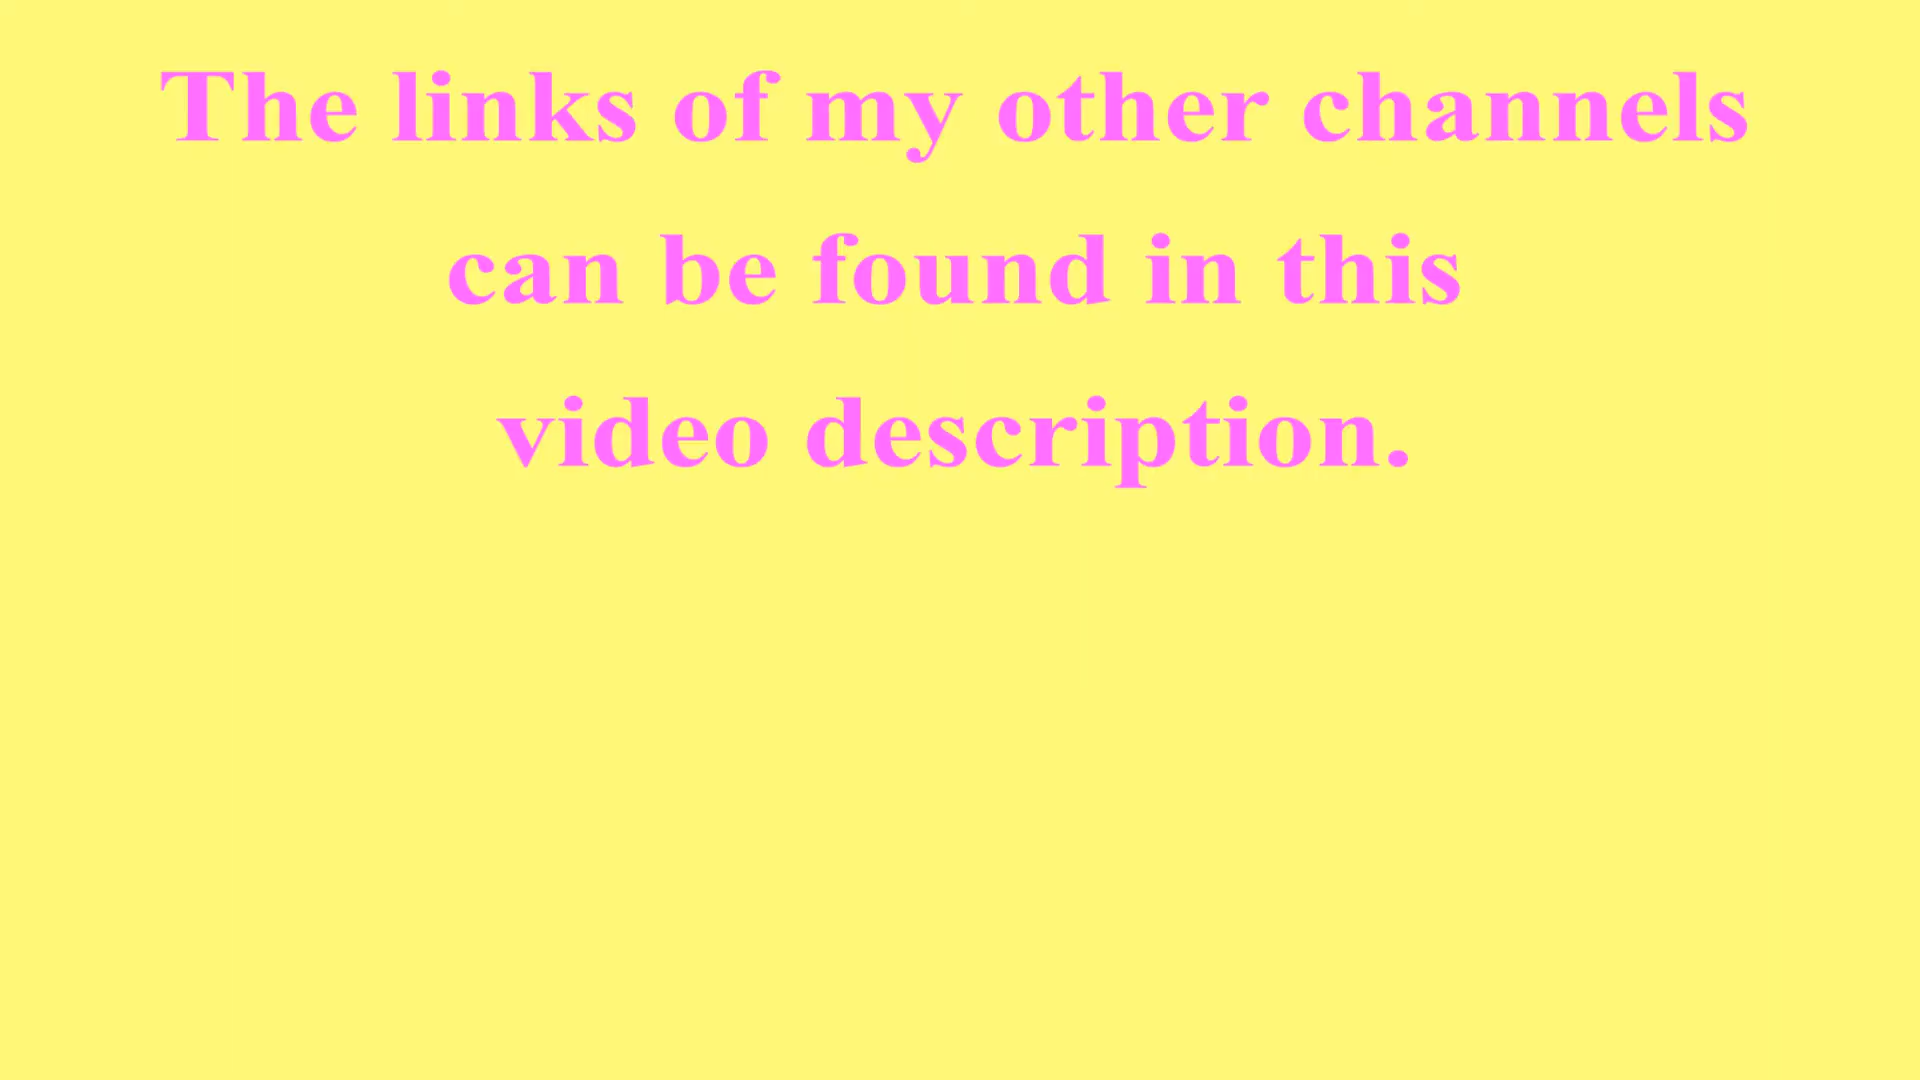 The links of my other channels
can be found in this
video description.